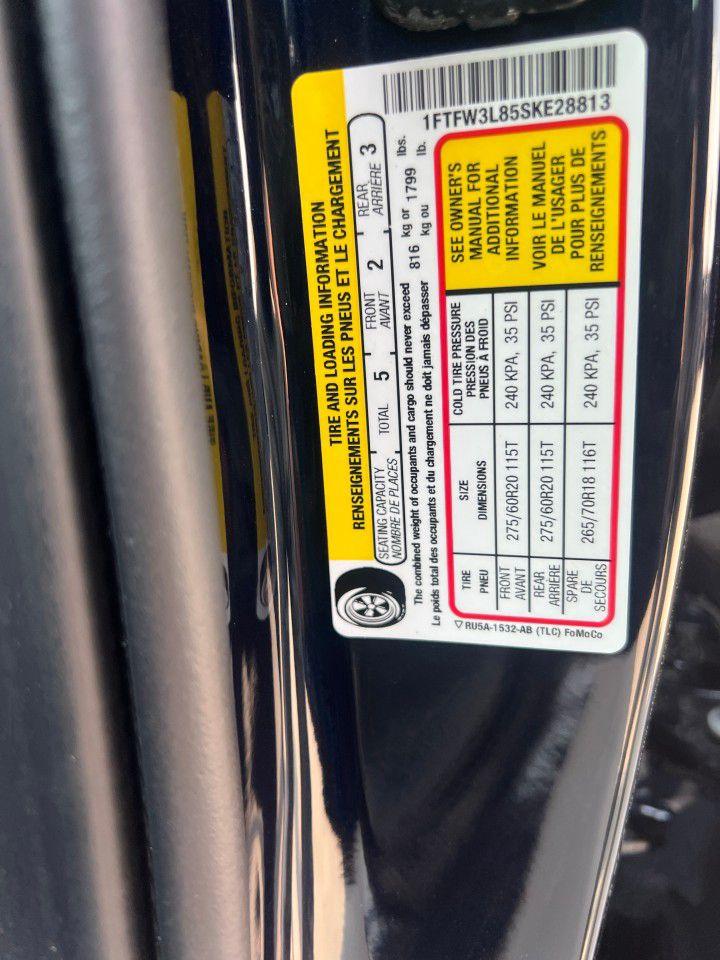 1FTFW3L85SKE28813
TIRE AND LOADING INFORMATION
RENSEIGNEMENTS SUR LES PNEUS ET LE CHARGEMENT
SEATING CAPACITY TOTAL 5 FRONT 2 REAR 3
NOMBRE DE PLACES AVANT ARRIÈRE
The combined weight of occupants and cargo should never exceed 816 kg or 1799 lbs.
Le poids total des occupants et du chargement ne doit jamais dépasser kg ou lb.
TIRE SIZE COLD TIRE PRESSURE
PNEU DIMENSIONS PRESSION DES
PNEUS À FROID
FRONT 275/60R20 115T 240 KPA, 35 PSI
AVANT
REAR 275/60R20 115T 240 KPA, 35 PSI
ARRIÈRE
SPARE 265/70R18 116T 240 KPA, 35 PSI
DE
SECOURS
SEE OWNER'S
MANUAL FOR
ADDITIONAL
INFORMATION
VOIR LE MANUEL
DE L'USAGER
POUR PLUS DE
RENSEIGNEMENTS
RU5A-1532-AB (TLC) FoMoCo